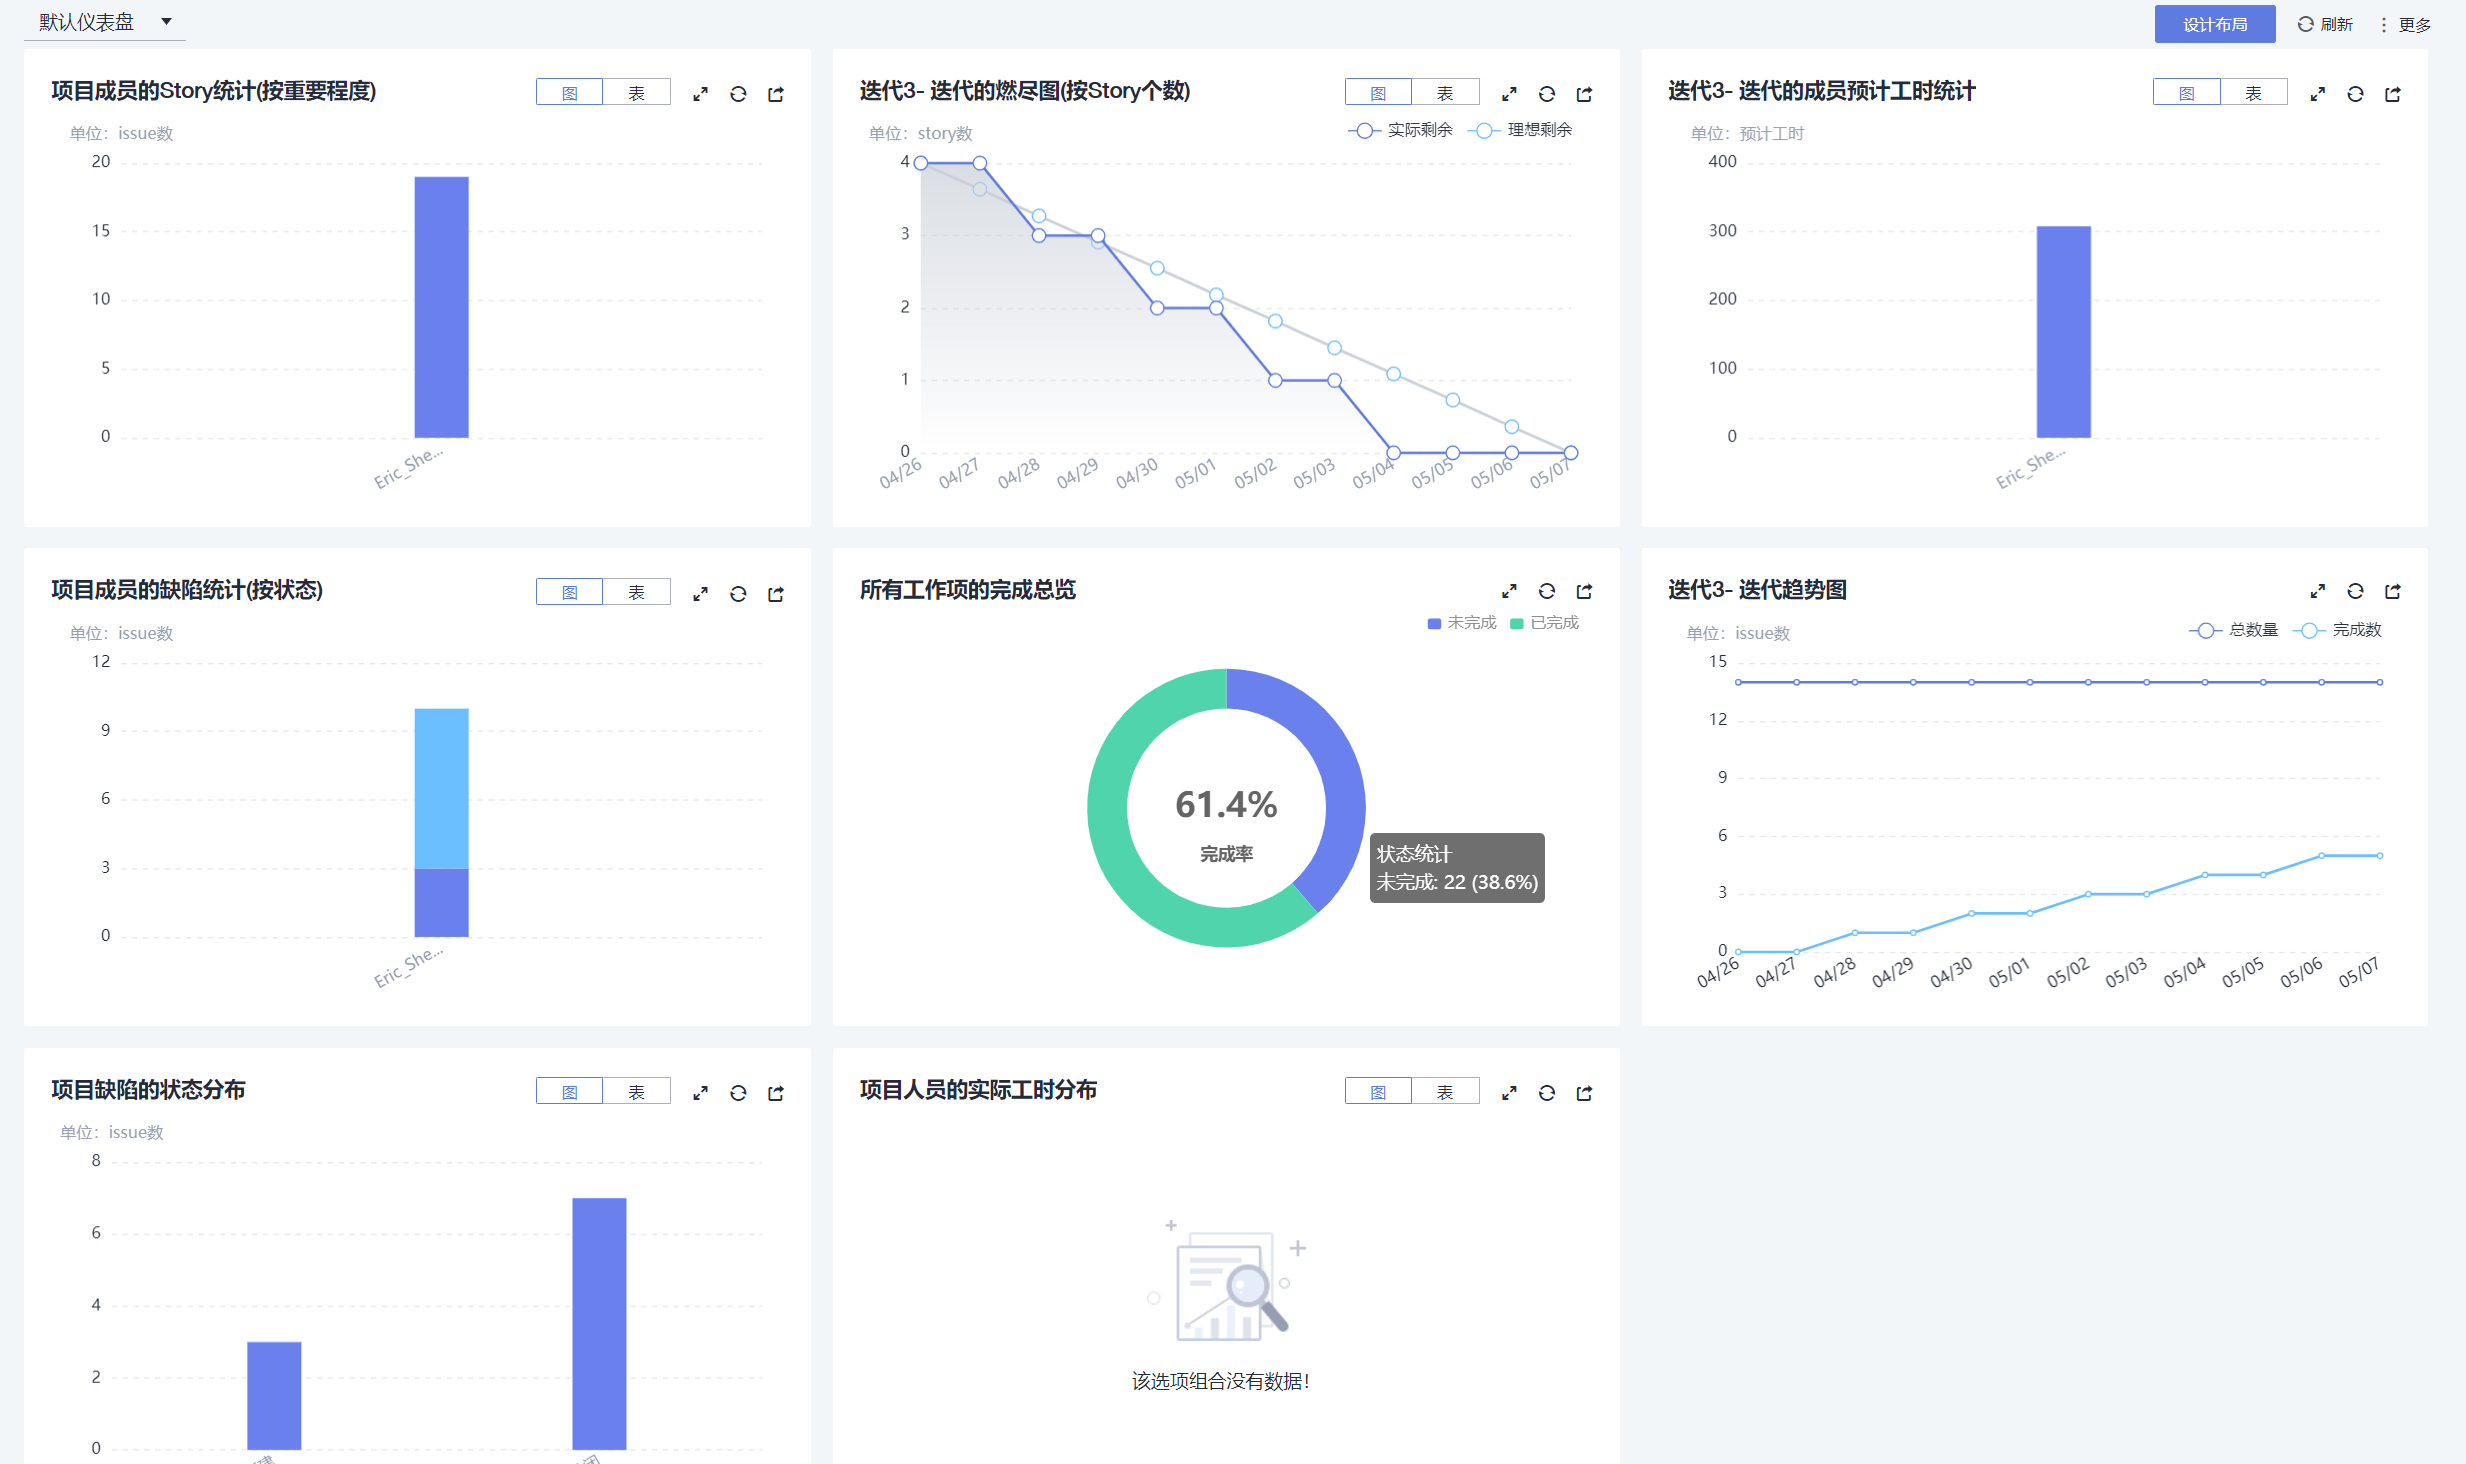 默认仪表盘
设计布局 刷新 更多
项目成员的Story统计(按重要程度)
图 表
单位：issue数
20
15
10
5
0
Eric_She...
迭代3- 迭代的燃尽图(按Story个数)
图 表
单位：story数
实际剩余 理想剩余
4
3
2
1
0
04/26 04/27 04/28 04/29 04/30 05/01 05/02 05/03 05/04 05/05 05/06 05/07
迭代3- 迭代的成员预计工时统计
图 表
单位：预计工时
400
300
200
100
0
Eric_She...
项目成员的缺陷统计(按状态)
图 表
单位：issue数
12
9
6
3
0
Eric_She...
所有工作项的完成总览
未完成 已完成
61.4%
完成率
状态统计
未完成: 22 (38.6%)
迭代3- 迭代趋势图
单位：issue数
总数量 完成数
15
12
9
6
3
0
04/26 04/27 04/28 04/29 04/30 05/01 05/02 05/03 05/04 05/05 05/06 05/07
项目缺陷的状态分布
图 表
单位：issue数
8
6
4
2
0
项目人员的实际工时分布
图 表
该选项组合没有数据！